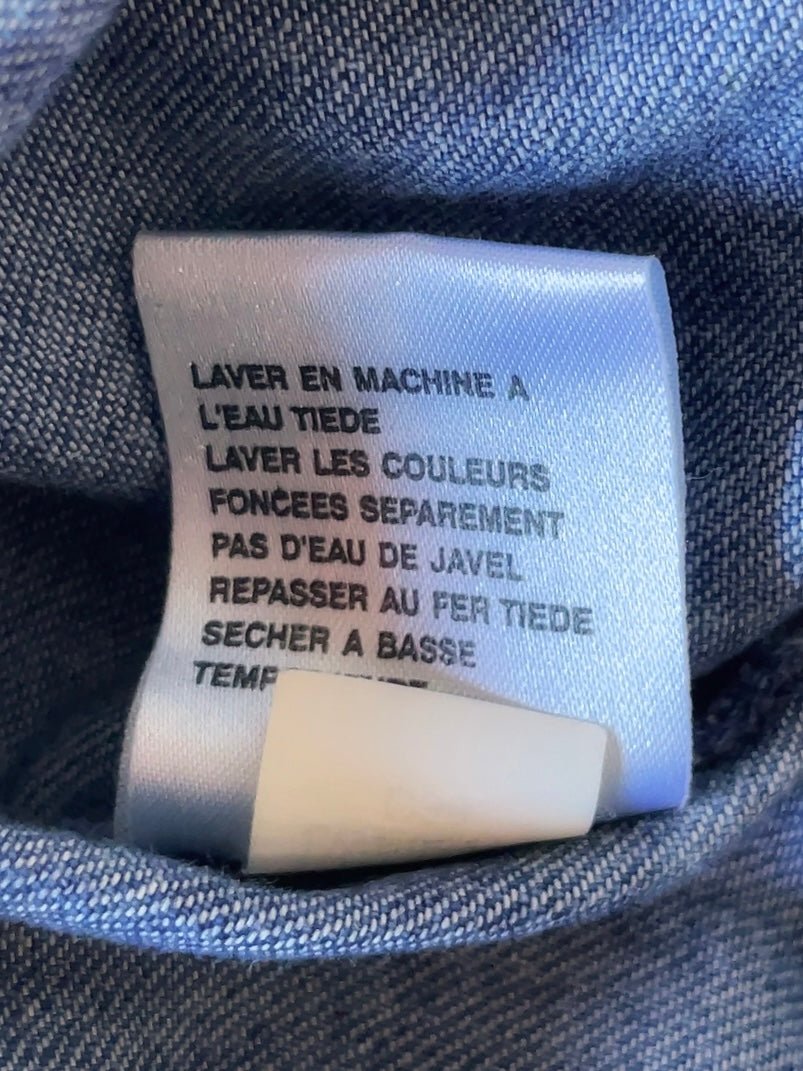 LAVER EN MACHINE A
L'EAU TIEDE
LAVER LES COULEURS
FONCEES SEPAREMENT
PAS D'EAU DE JAVEL
REPASSER AU FER TIEDE
SECHER A BASSE